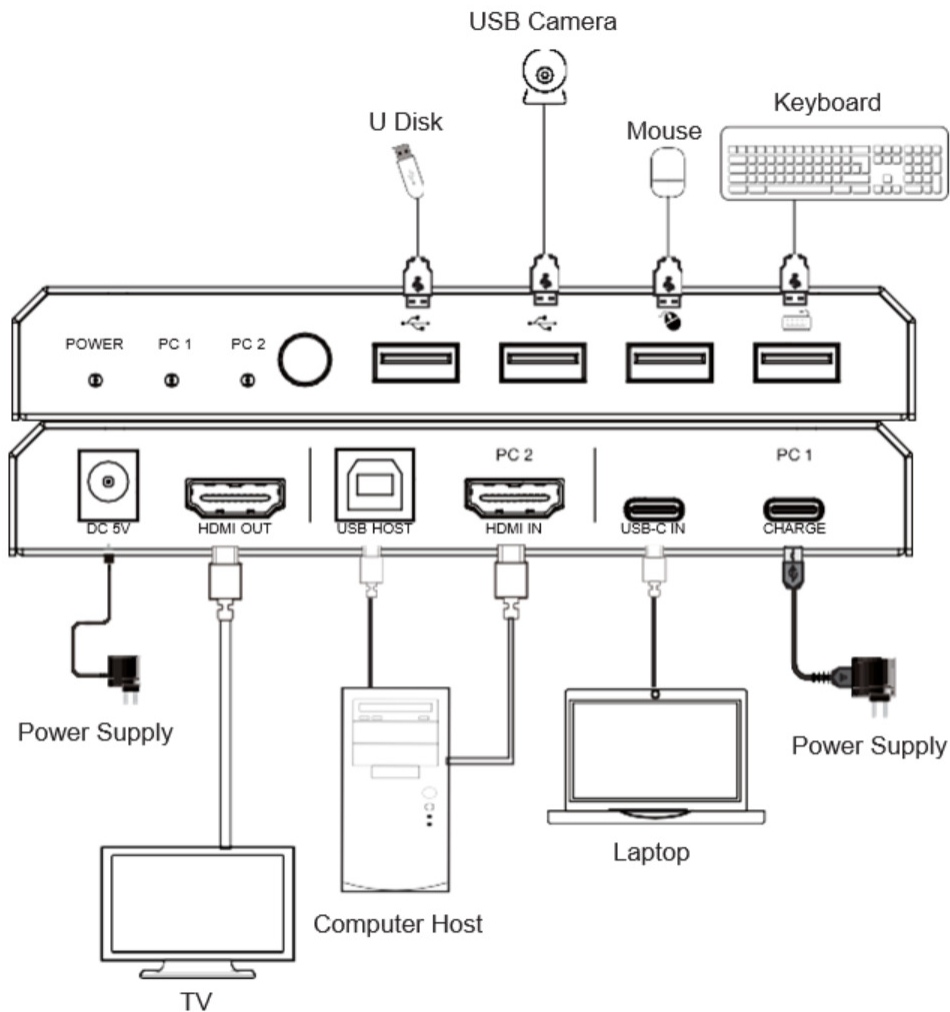 USB Camera
U Disk
Mouse
Keyboard
POWER
PC 1
PC 2
PC 2
PC 1
DC 5V
HDMI OUT
USB HOST
HDMI IN
USB-C IN
CHARGE
Power Supply
Power Supply
Laptop
Computer Host
TV